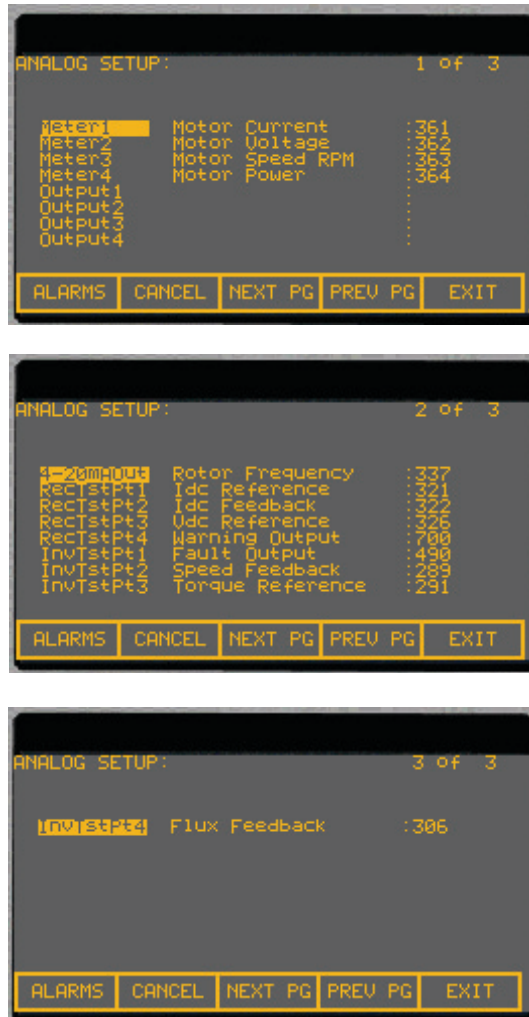 ANALOG SETUP: 1 of 3
Meter1 Motor Current :361
Meter2 Motor Voltage :362
Meter3 Motor Speed RPM :363
Meter4 Motor Power :364
Output1 :
Output2 :
Output3 :
Output4 :
ALARMS CANCEL NEXT PG PREV PG EXIT
ANALOG SETUP: 2 of 3
4-20mAOut Rotor Frequency :337
RecTstPt1 Idc Reference :321
RecTstPt2 Idc Feedback :322
RecTstPt3 Vdc Reference :326
RecTstPt4 Warning Output :700
InvTstPt1 Fault Output :490
InvTstPt2 Speed Feedback :289
InvTstPt3 Torque Reference :291
ALARMS CANCEL NEXT PG PREV PG EXIT
ANALOG SETUP: 3 of 3
InvTstPt4 Flux Feedback :306
ALARMS CANCEL NEXT PG PREV PG EXIT